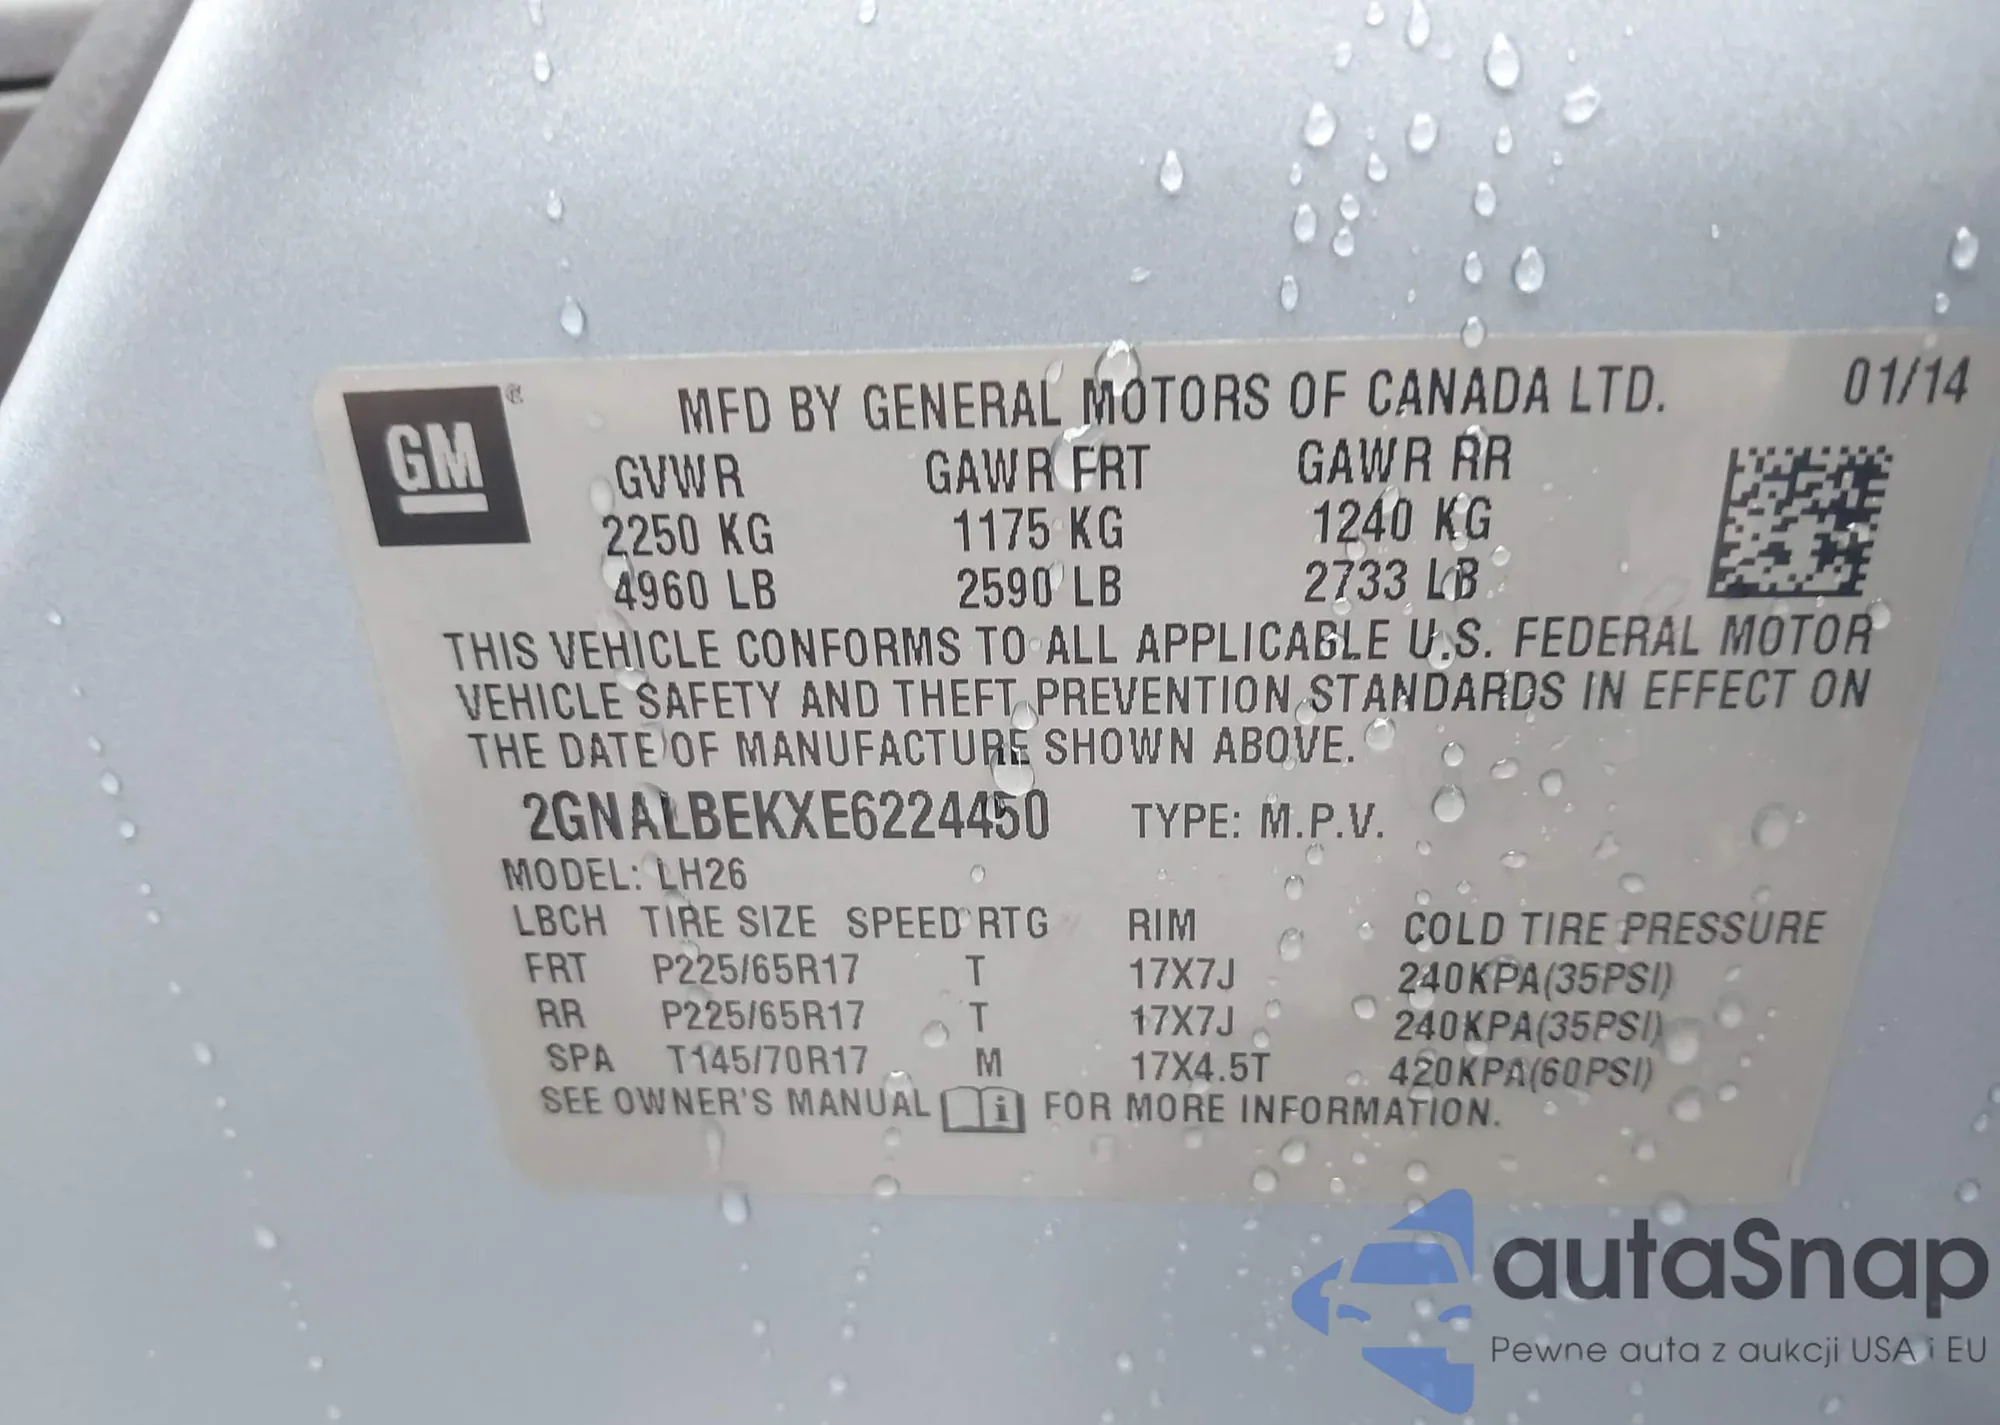 GM ® MFD BY GENERAL MOTORS OF CANADA LTD. 01/14
GVWR GAWR FRT GAWR RR
2250 KG 1175 KG 1240 KG
4960 LB 2590 LB 2733 LB
THIS VEHICLE CONFORMS TO ALL APPLICABLE U.S. FEDERAL MOTOR
VEHICLE SAFETY AND THEFT PREVENTION STANDARDS IN EFFECT ON
THE DATE OF MANUFACTURE SHOWN ABOVE.
2GNALBEKXE6224450 TYPE: M.P.V.
MODEL: LH26
LBCH TIRE SIZE SPEED RTG RIM COLD TIRE PRESSURE
FRT P225/65R17 T 17X7J 240KPA(35PSI)
RR P225/65R17 T 17X7J 240KPA(35PSI)
SPA T145/70R17 M 17X4.5T 420KPA(60PSI)
SEE OWNER'S MANUAL i FOR MORE INFORMATION.
autaSnap
Pewne auta z aukcji USA i EU